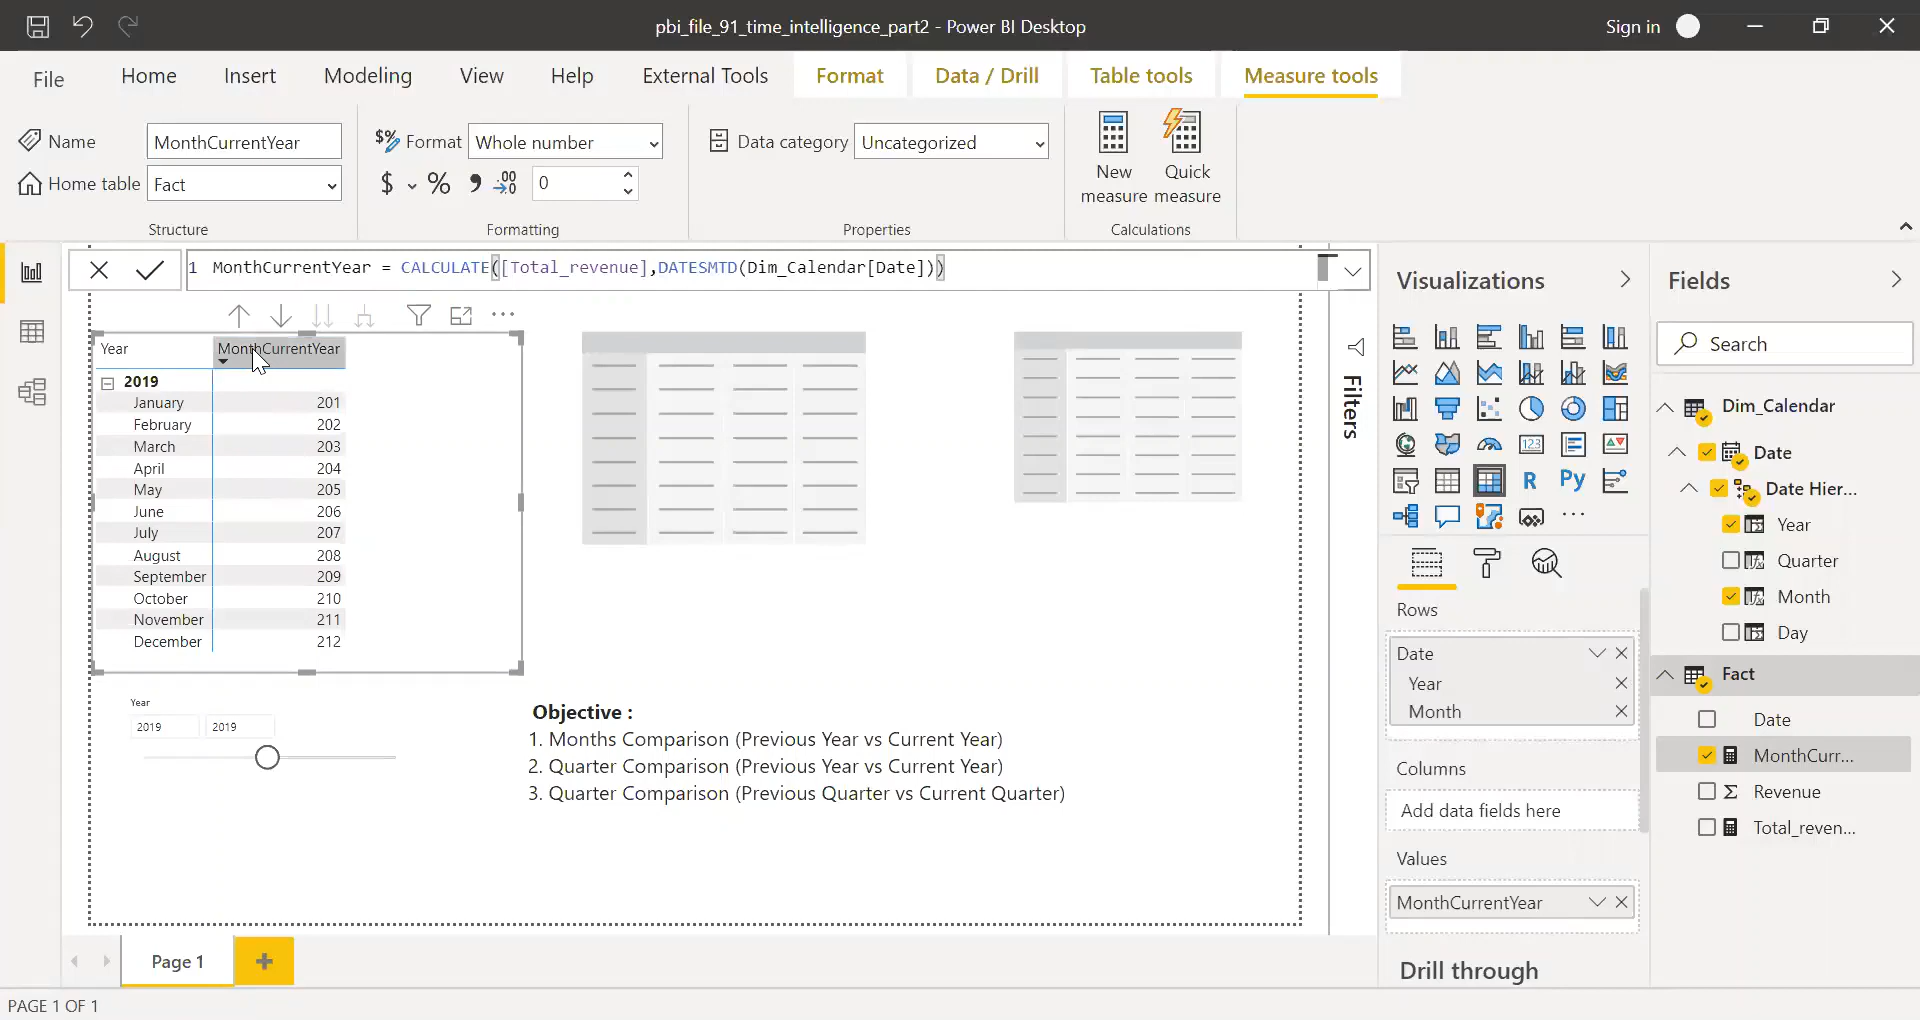 pbi_file_91_time_intelligence_part2 - Power BI Desktop
Sign in
File Home Insert Modeling View Help External Tools Format Data / Drill Table tools Measure tools
Name MonthCurrentYear
Home table Fact
Structure
$% Format Whole number
$ % , .00 0
Formatting
Data category Uncategorized
Properties
New measure
Quick measure
Calculations
1 MonthCurrentYear = CALCULATE([Total_revenue],DATESMTD(Dim_Calendar[Date]))
Year MonthCurrentYear
2019
January 201
February 202
March 203
April 204
May 205
June 206
July 207
August 208
September 209
October 210
November 211
December 212
Year
2019 2019
Objective :
1. Months Comparison (Previous Year vs Current Year)
2. Quarter Comparison (Previous Year vs Current Year)
3. Quarter Comparison (Previous Quarter vs Current Quarter)
Filters
Visualizations
123
R Py
...
Rows
Date
Year
Month
Columns
Add data fields here
Values
MonthCurrentYear
Drill through
Fields
Search
Dim_Calendar
Date
Date Hier...
Year
Quarter
Month
Day
Fact
Date
MonthCurr...
Σ Revenue
Total_reven...
Page 1 +
PAGE 1 OF 1